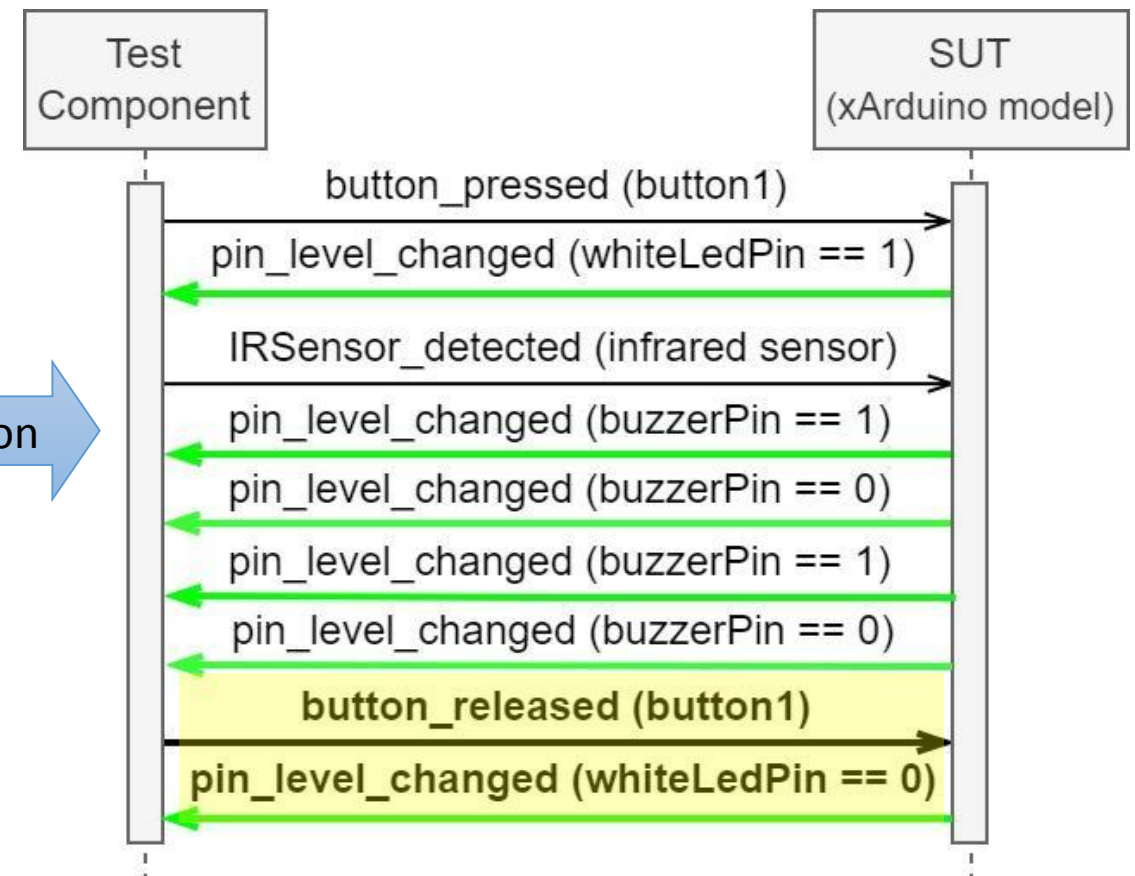 Test
Component
SUT
(xArduino model)
button_pressed (button1)
pin_level_changed (whiteLedPin == 1)
IRSensor_detected (infrared sensor)
pin_level_changed (buzzerPin == 1)
on
pin_level_changed (buzzerPin == 0)
pin_level_changed (buzzerPin == 1)
pin_level_changed (buzzerPin == 0)
button_released (button1)
pin_level_changed (whiteLedPin == 0)